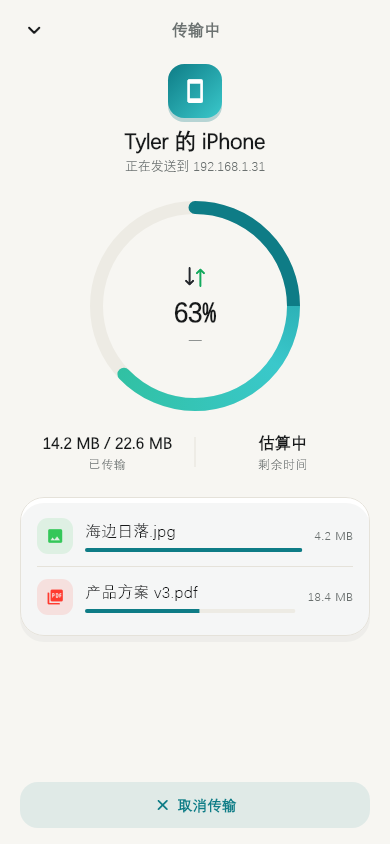 传输中
Tyler 的 iPhone
正在发送到 192.168.1.31
63%
—
14.2 MB / 22.6 MB
已传输
估算中
剩余时间
海边日落.jpg
4.2 MB
PDF
产品方案 v3.pdf
18.4 MB
取消传输